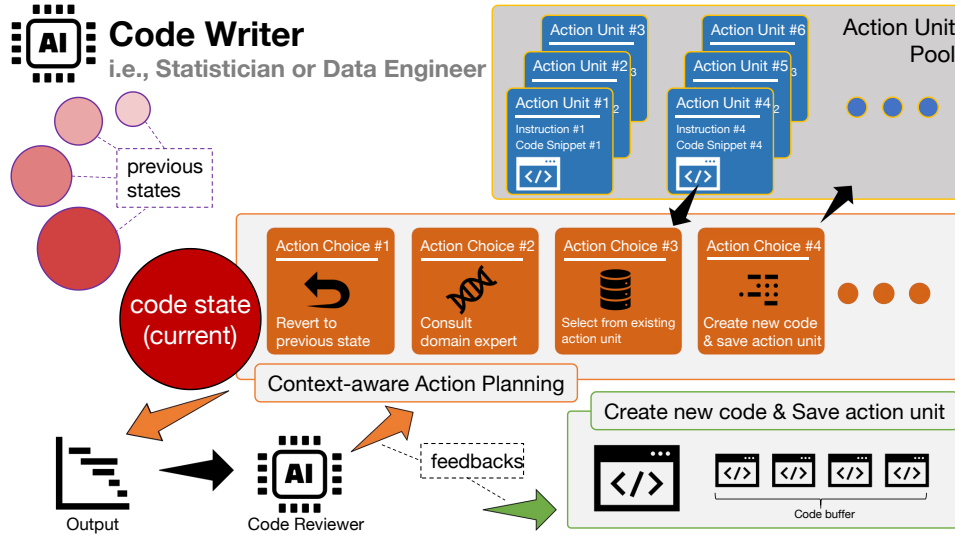 AI
Code Writer
i.e., Statistician or Data Engineer
Action Unit
Pool
Action Unit #3
3
Action Unit #2
2
Action Unit #1
Instruction #1
Code Snippet #1
</>
Action Unit #6
3
Action Unit #5
2
Action Unit #4
Instruction #4
Code Snippet #4
</>
previous
states
code state
(current)
Action Choice #1
Revert to
previous state
Action Choice #2
Consult
domain expert
Action Choice #3
Select from existing
action unit
Action Choice #4
Create new code
& save action unit
Context-aware Action Planning
Create new code & Save action unit
</>
</>
</>
</>
</>
Code buffer
feedbacks
Output
AI
Code Reviewer